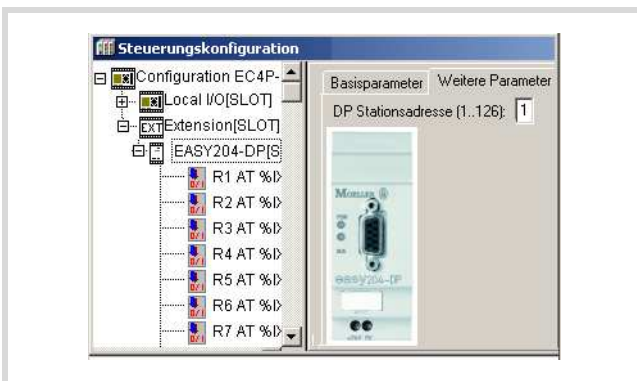 Steuerungskonfiguration
Configuration EC4P-
Local I/O[SLOT]
EXT Extension[SLOT]
EASY204-DP[S
R1 AT %I
R2 AT %I
R3 AT %I
R4 AT %I
R5 AT %I
R6 AT %I
R7 AT %I
Basisparameter Weitere Parameter
DP Stationsadresse (1..126): 1
MOELLER
easy204-DP